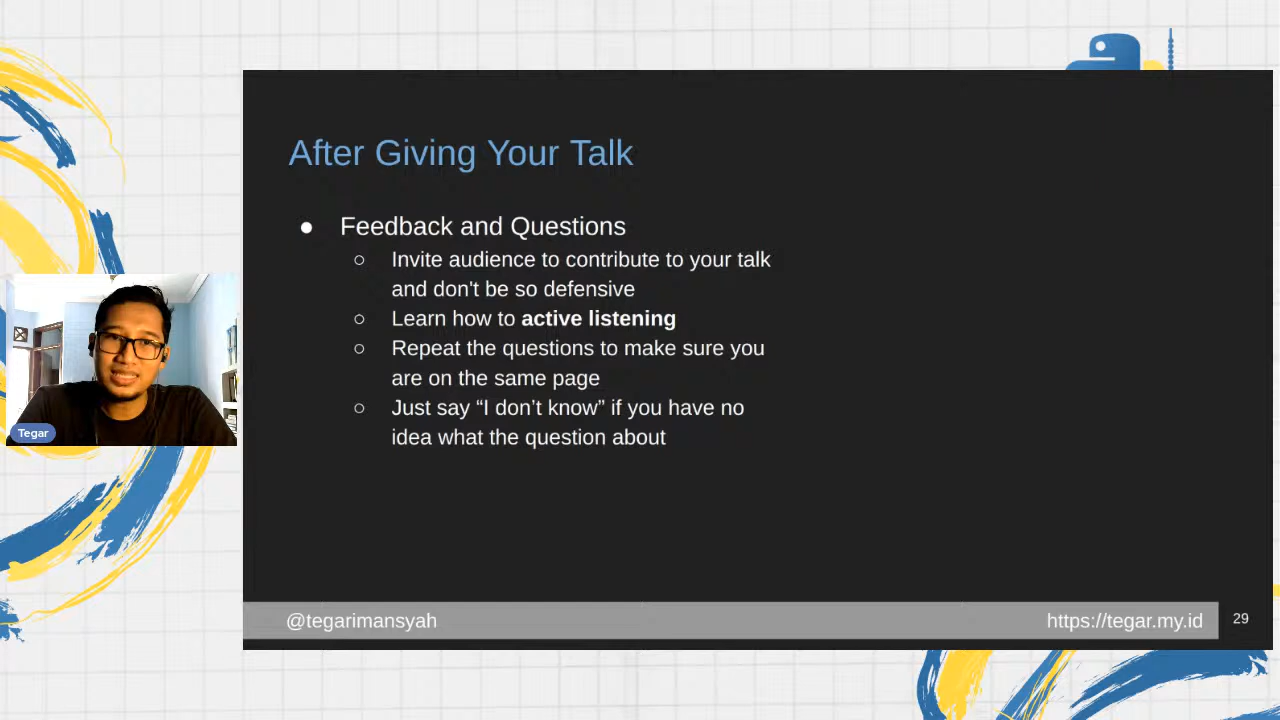 After Giving Your Talk
● Feedback and Questions
○ Invite audience to contribute to your talk
and don't be so defensive
○ Learn how to active listening
○ Repeat the questions to make sure you
are on the same page
○ Just say “I don’t know” if you have no
idea what the question about
Tegar
@tegarimansyah
https://tegar.my.id
29